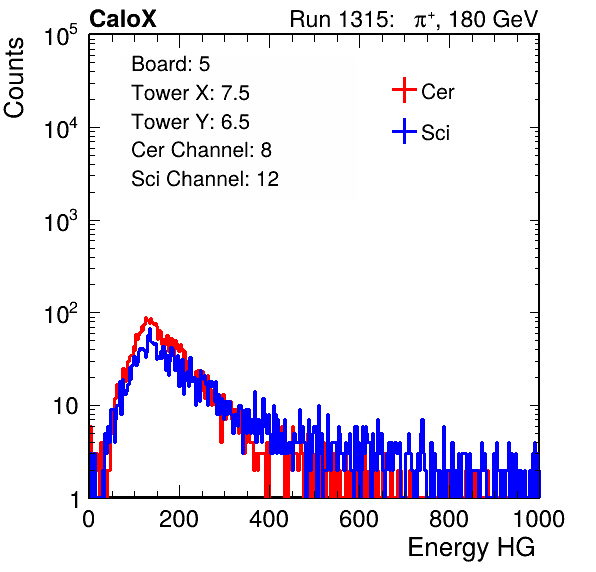 CaloX Run 1315: π⁺, 180 GeV
Board: 5
Tower X: 7.5
Tower Y: 6.5
Cer Channel: 8
Sci Channel: 12
Cer
Sci
Counts
10⁵
10⁴
10³
10²
10
1
0 200 400 600 800 1000
Energy HG